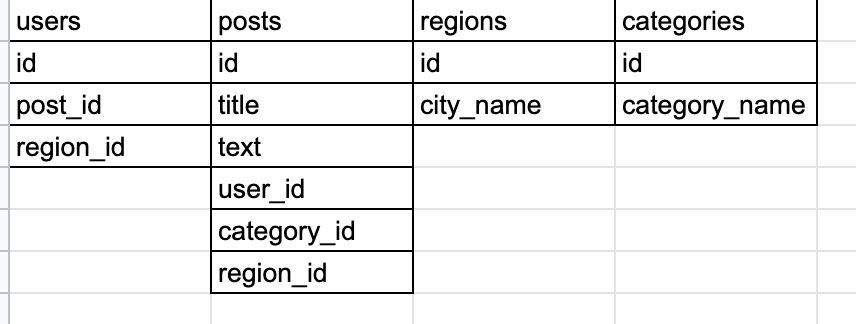 users posts regions categories
id id id id
post_id title city_name category_name
region_id text
user_id
category_id
region_id